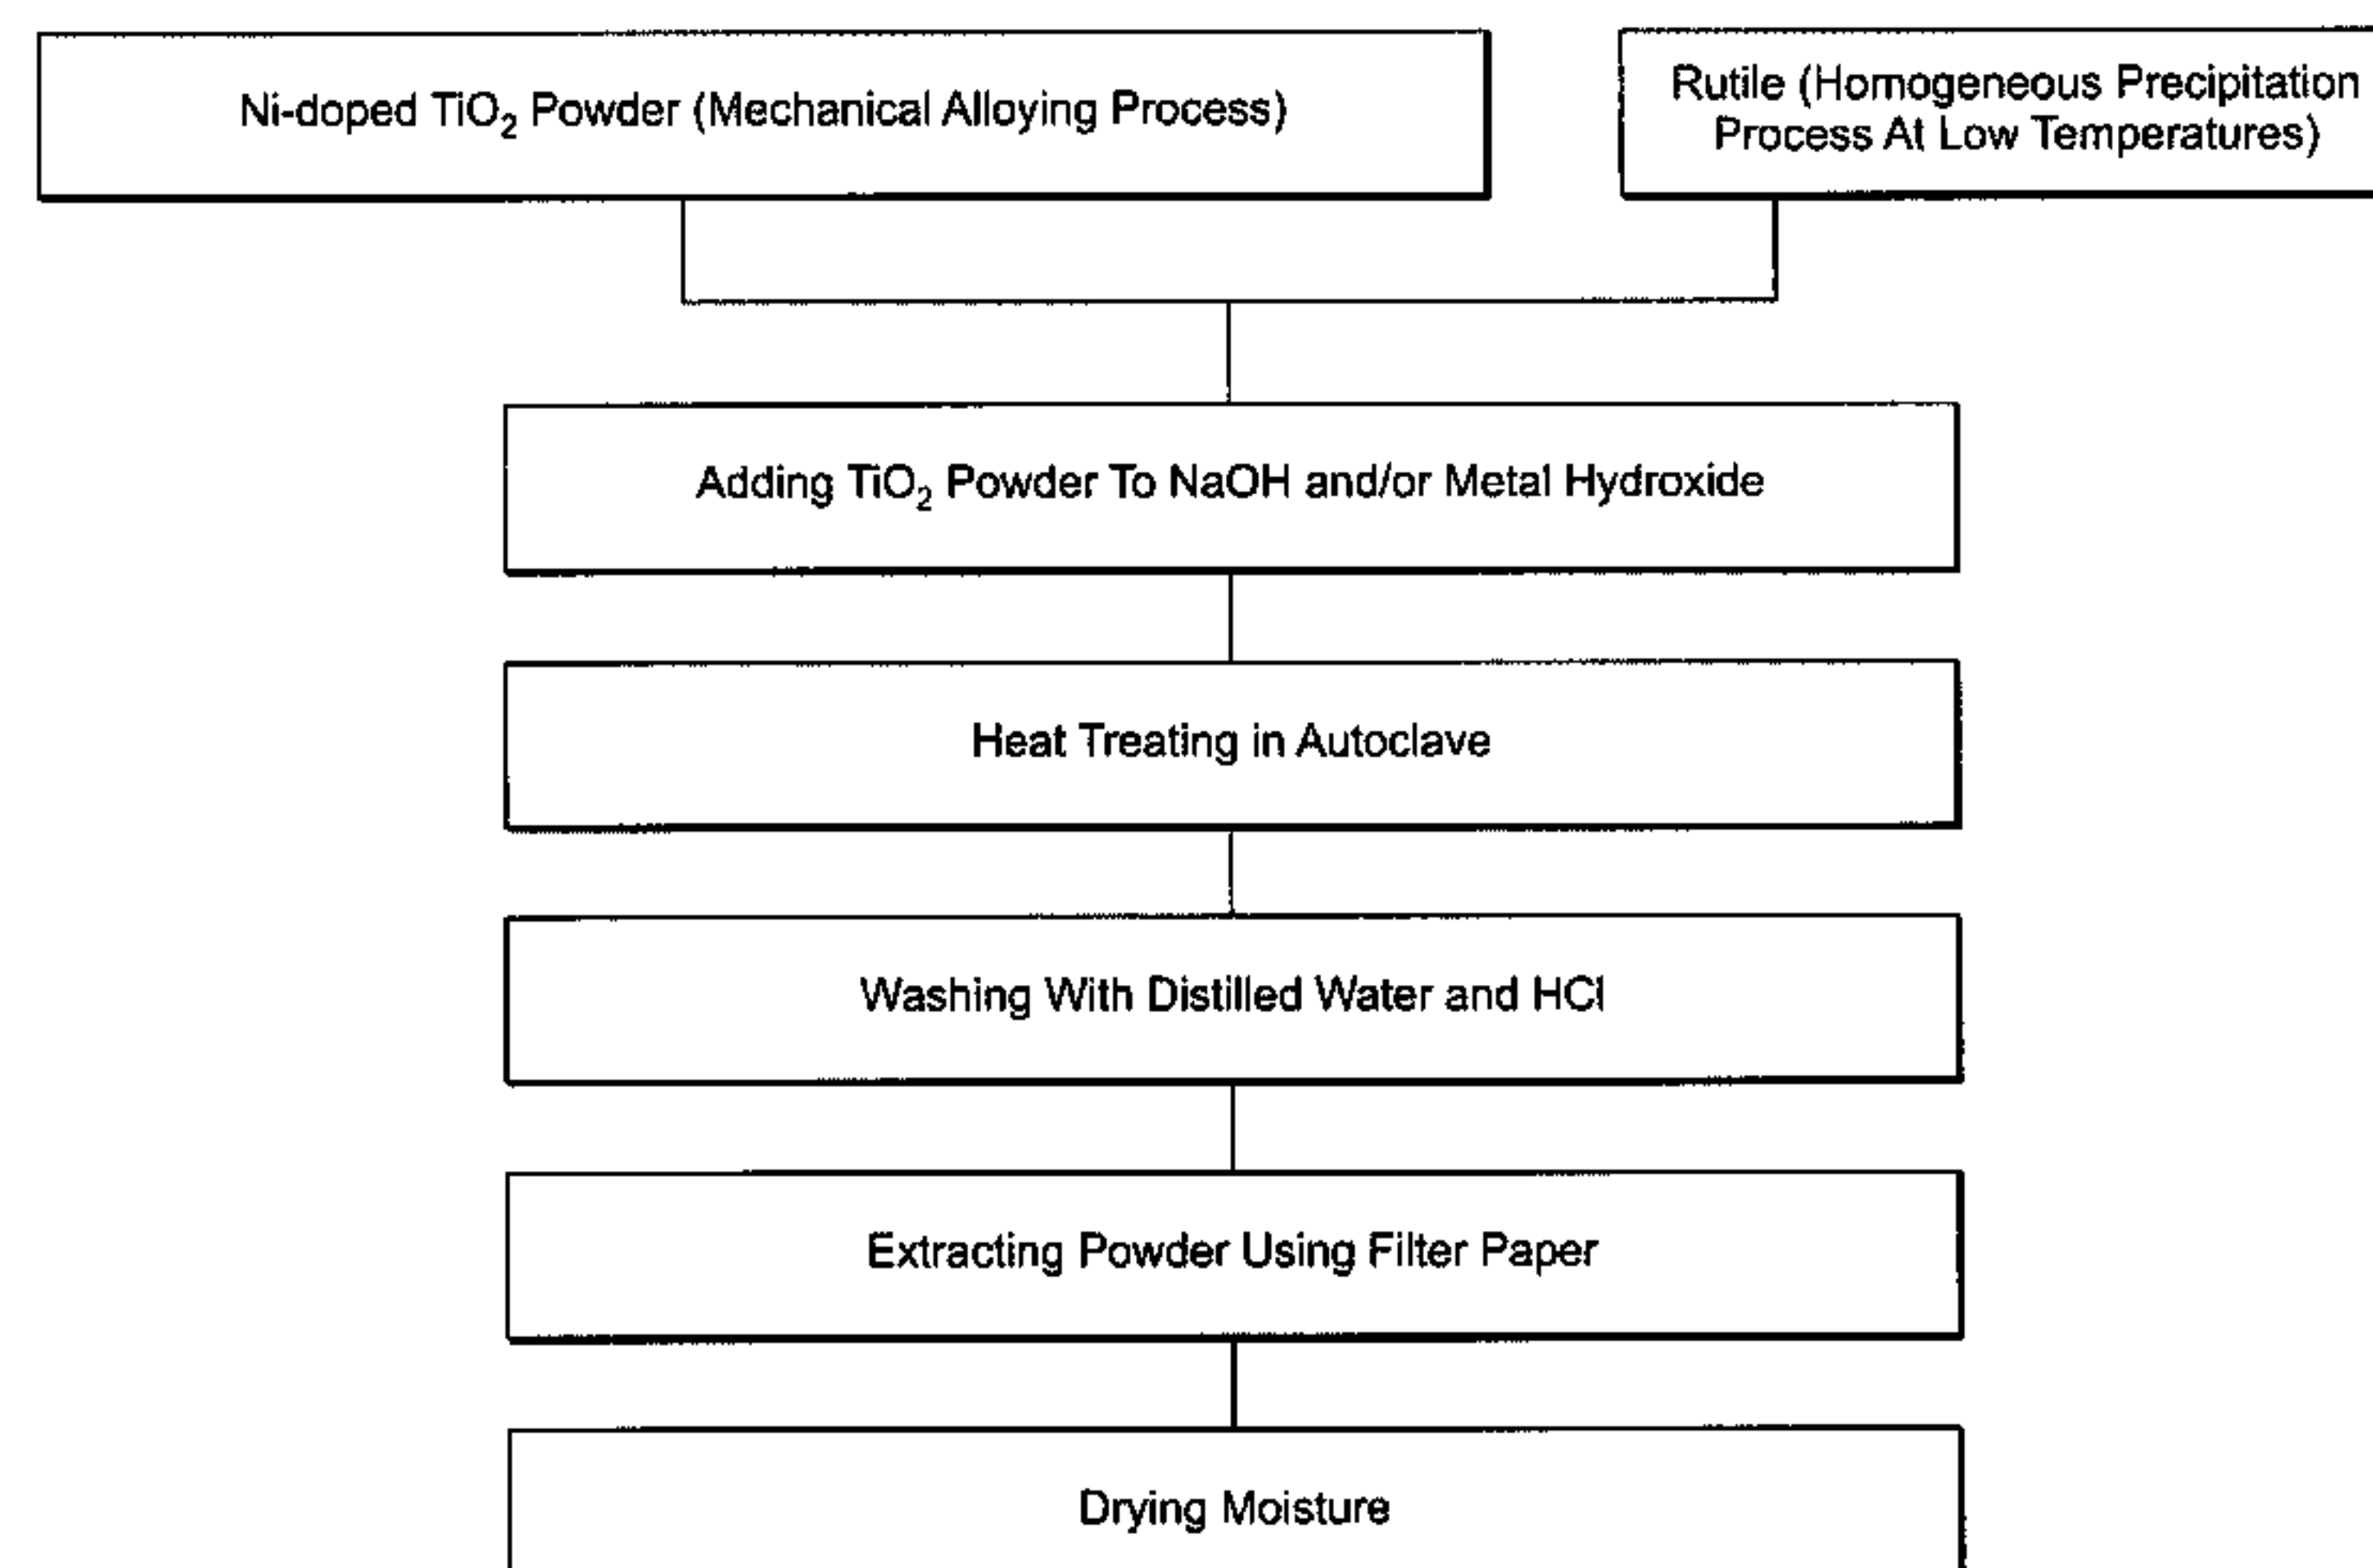 Ni-doped TiO₂ Powder (Mechanical Alloying Process)
Rutile (Homogeneous Precipitation
Process At Low Temperatures)
Adding TiO₂ Powder To NaOH and/or Metal Hydroxide
Heat Treating in Autoclave
Washing With Distilled Water and HCl
Extracting Powder Using Filter Paper
Drying Moisture